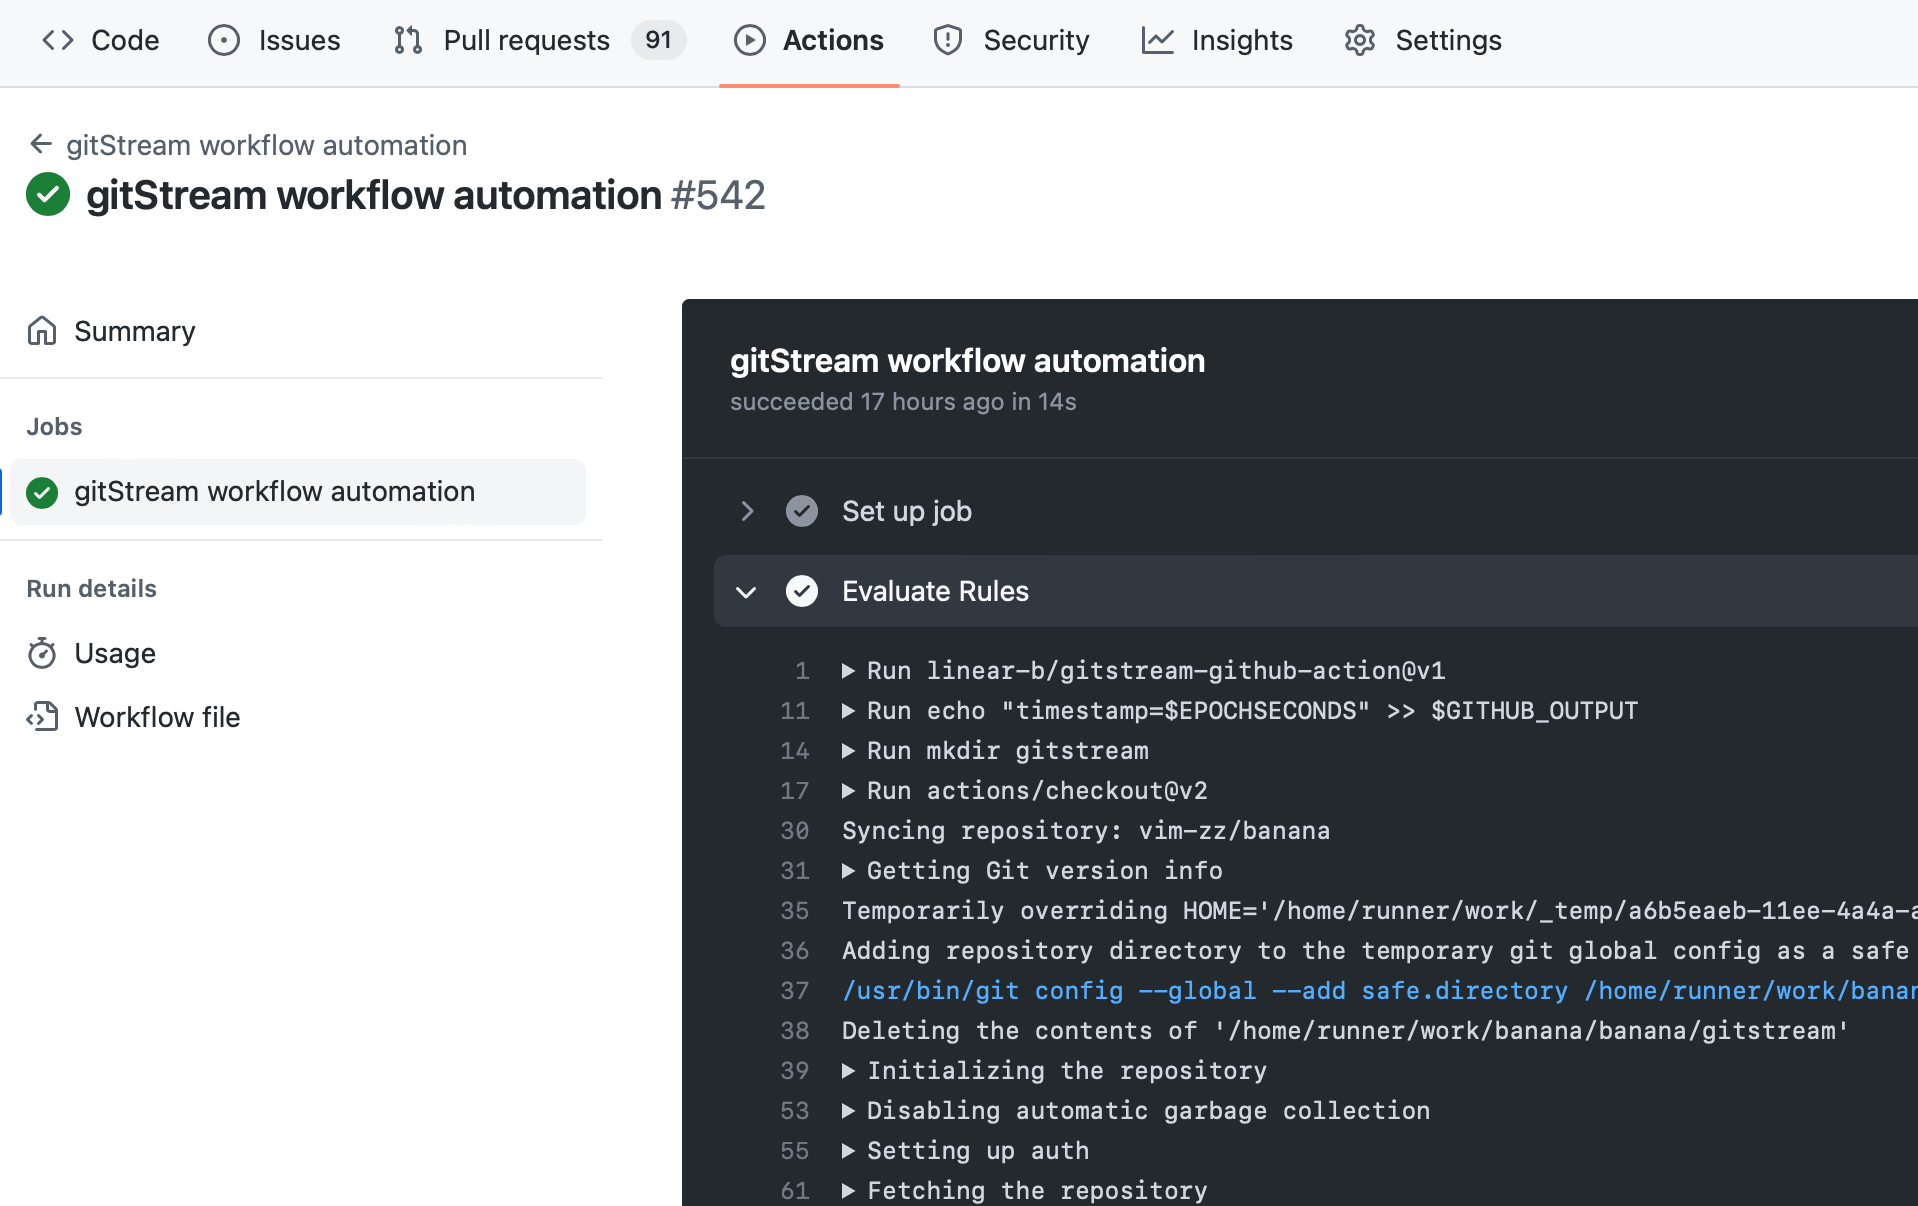 Code Issues Pull requests 91 Actions Security Insights Settings
gitStream workflow automation
gitStream workflow automation #542
Summary
Jobs
gitStream workflow automation
Run details
Usage
Workflow file
gitStream workflow automation
succeeded 17 hours ago in 14s
Set up job
Evaluate Rules
1 Run linear-b/gitstream-github-action@v1
11 Run echo "timestamp=$EPOCHSECONDS" >> $GITHUB_OUTPUT
14 Run mkdir gitstream
17 Run actions/checkout@v2
30 Syncing repository: vim-zz/banana
31 Getting Git version info
35 Temporarily overriding HOME='/home/runner/work/_temp/a6b5eaeb-11ee-4a4a-a
36 Adding repository directory to the temporary git global config as a safe
37 /usr/bin/git config --global --add safe.directory /home/runner/work/banan
38 Deleting the contents of '/home/runner/work/banana/banana/gitstream'
39 Initializing the repository
53 Disabling automatic garbage collection
55 Setting up auth
61 Fetching the repository